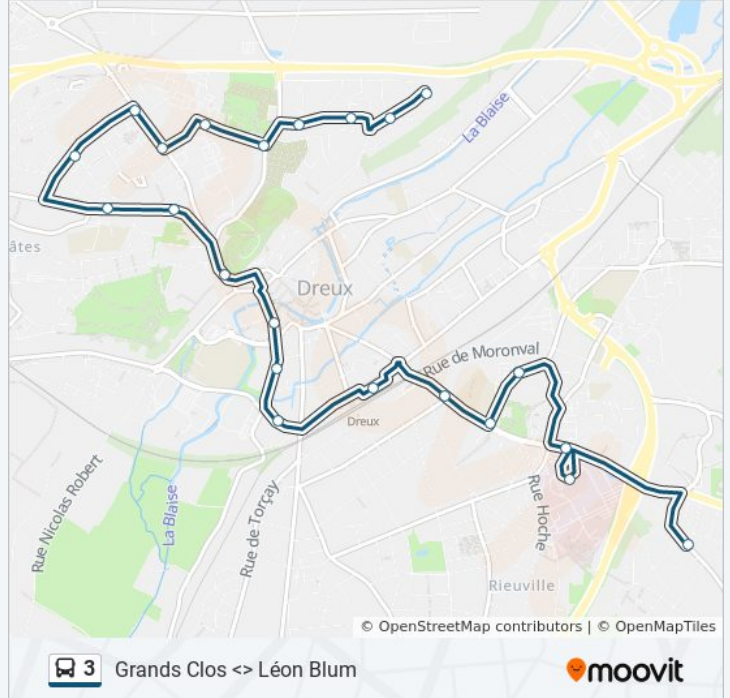 La Blaise
âtes
Dreux
Rue de Moronval
Dreux
Rue Nicolas Robert
La Blaise
Rue de Torçay
Rue Hoche
Rieuville
© OpenStreetMap contributors | © OpenMapTiles
3 Grands Clos <> Léon Blum
moovit